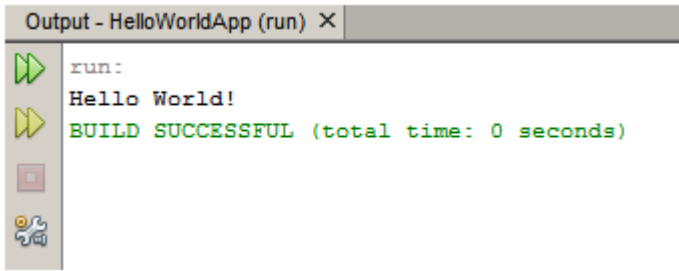 Output - HelloWorldApp (run)
run:
Hello World!
BUILD SUCCESSFUL (total time: 0 seconds)